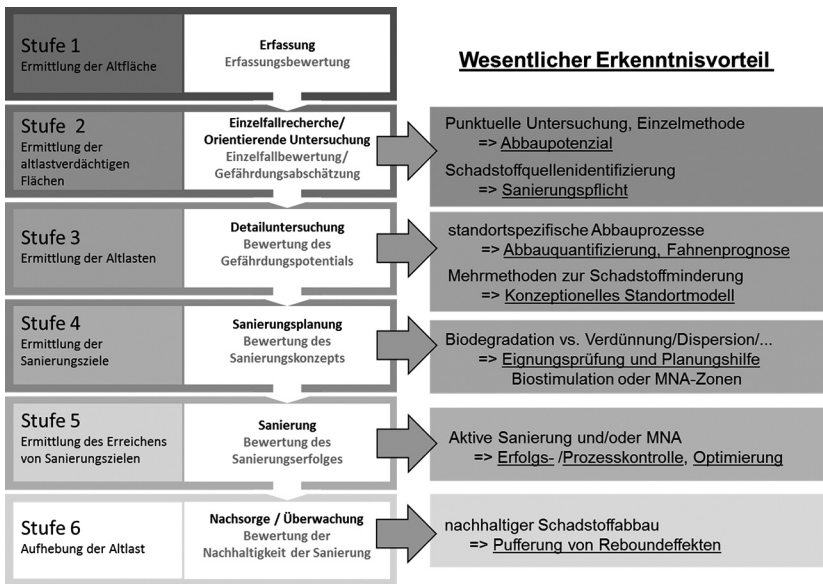 Wesentlicher Erkenntnisvorteil
Stufe 1
Ermittlung der Altfläche
Erfassung
Erfassungsbewertung
Stufe 2
Ermittlung der
altlastverdächtigen
Flächen
Einzelfallrecherche/
Orientierende Untersuchung
Einzelfallbewertung/
Gefährdungsabschätzung
Punktuelle Untersuchung, Einzelmethode
=> Abbaupotenzial
Schadstoffquellenidentifizierung
=> Sanierungspflicht
Stufe 3
Ermittlung der Altlasten
Detailuntersuchung
Bewertung des
Gefährdungspotentials
standortspezifische Abbauprozesse
=> Abbauquantifizierung, Fahnenprognose
Mehrmethoden zur Schadstoffminderung
=> Konzeptionelles Standortmodell
Stufe 4
Ermittlung der
Sanierungsziele
Sanierungsplanung
Bewertung des
Sanierungskonzepts
Biodegradation vs. Verdünnung/Dispersion/...
=> Eignungsprüfung und Planungshilfe
Biostimulation oder MNA-Zonen
Stufe 5
Ermittlung des Erreichens
von Sanierungszielen
Sanierung
Bewertung des
Sanierungserfolges
Aktive Sanierung und/oder MNA
=> Erfolgs- /Prozesskontrolle, Optimierung
Stufe 6
Aufhebung der Altlast
Nachsorge / Überwachung
Bewertung der
Nachhaltigkeit der Sanierung
nachhaltiger Schadstoffabbau
=> Pufferung von Reboundeffekten